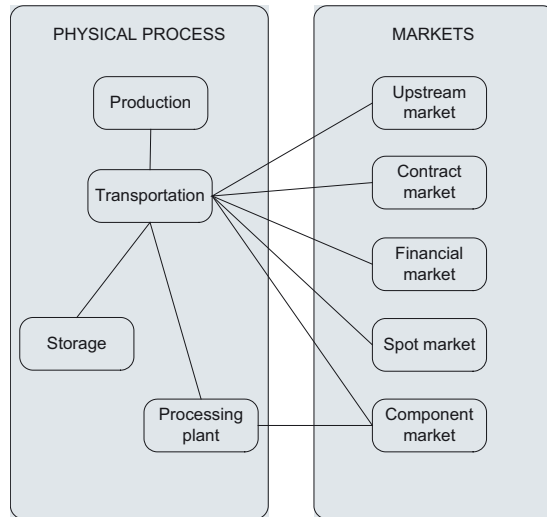 PHYSICAL PROCESS
Production
Transportation
Storage
Processing
plant
MARKETS
Upstream
market
Contract
market
Financial
market
Spot market
Component
market